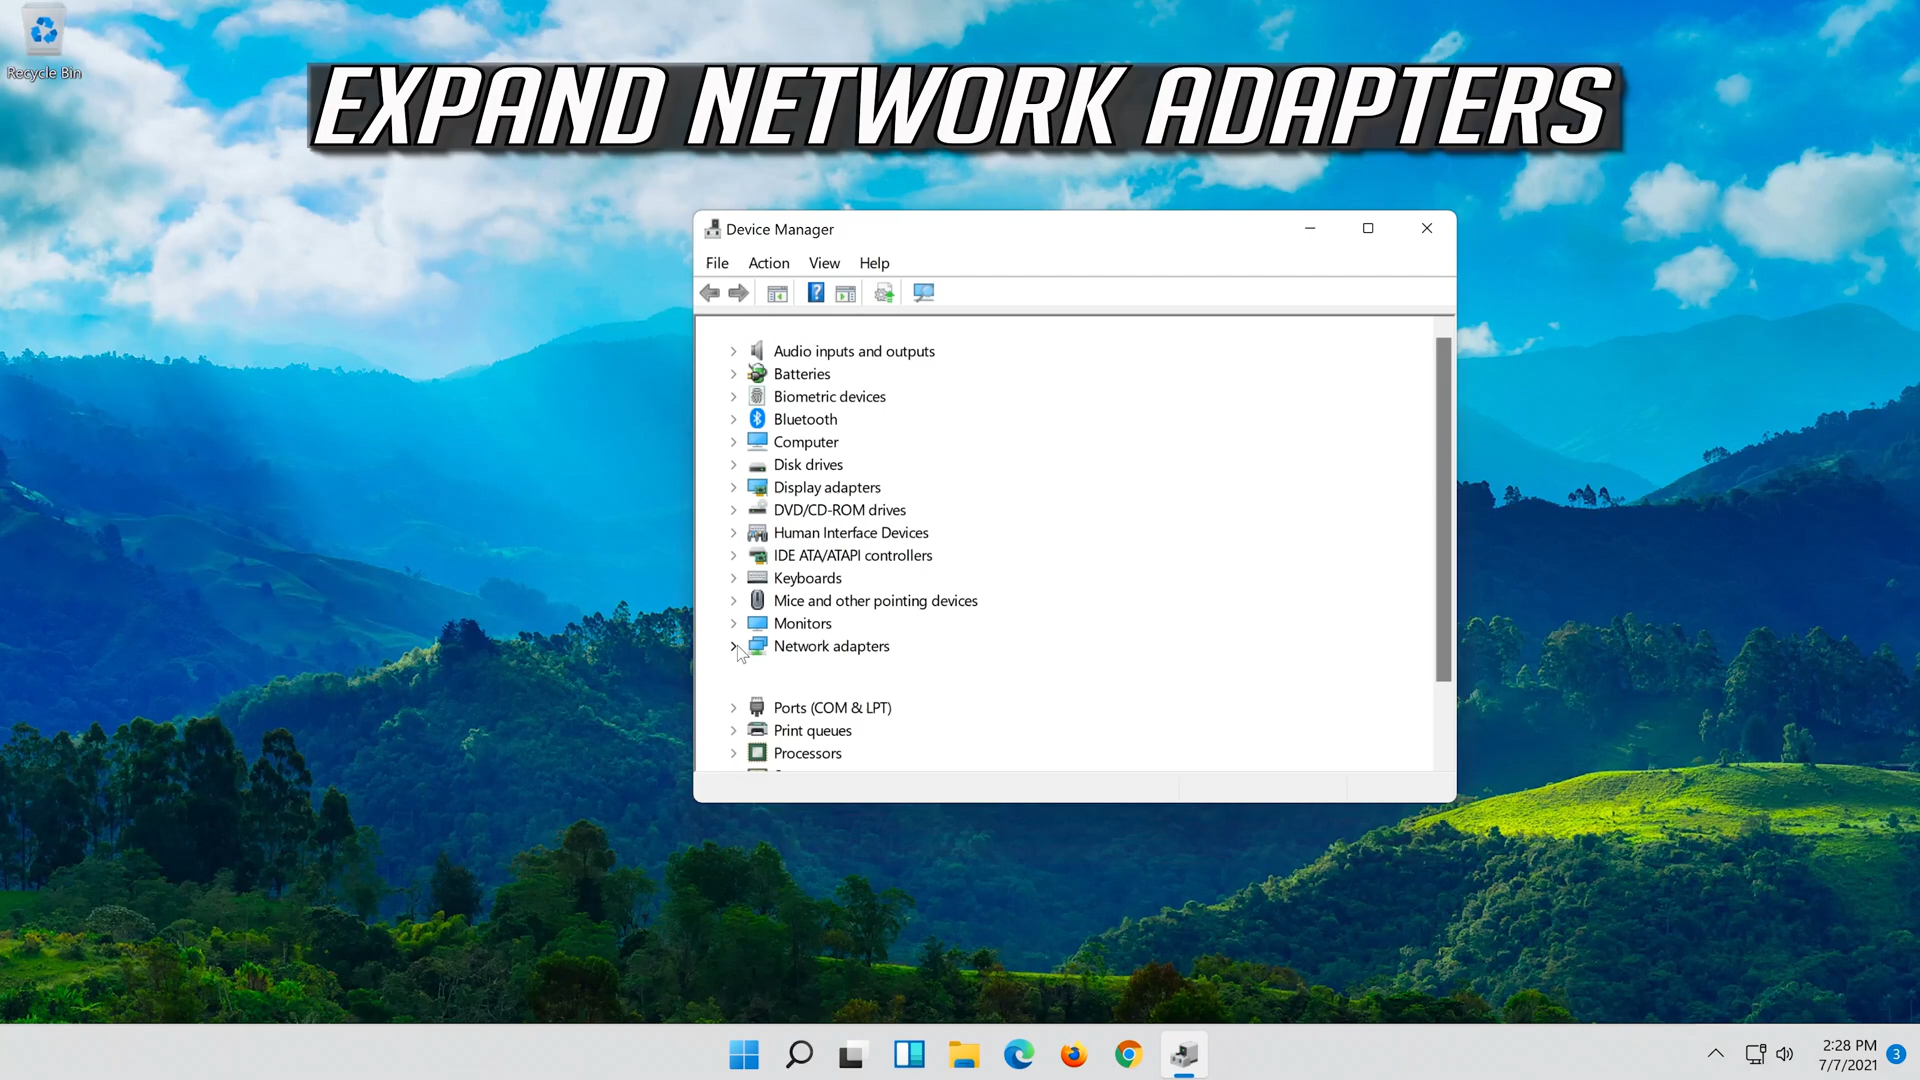 Recycle Bin
EXPAND NETWORK ADAPTERS
Device Manager
File Action View Help
Audio inputs and outputs
Batteries
Biometric devices
Bluetooth
Computer
Disk drives
Display adapters
DVD/CD-ROM drives
Human Interface Devices
IDE ATA/ATAPI controllers
Keyboards
Mice and other pointing devices
Monitors
Network adapters
Ports (COM & LPT)
Print queues
Processors
2:28 PM
7/7/2021
3